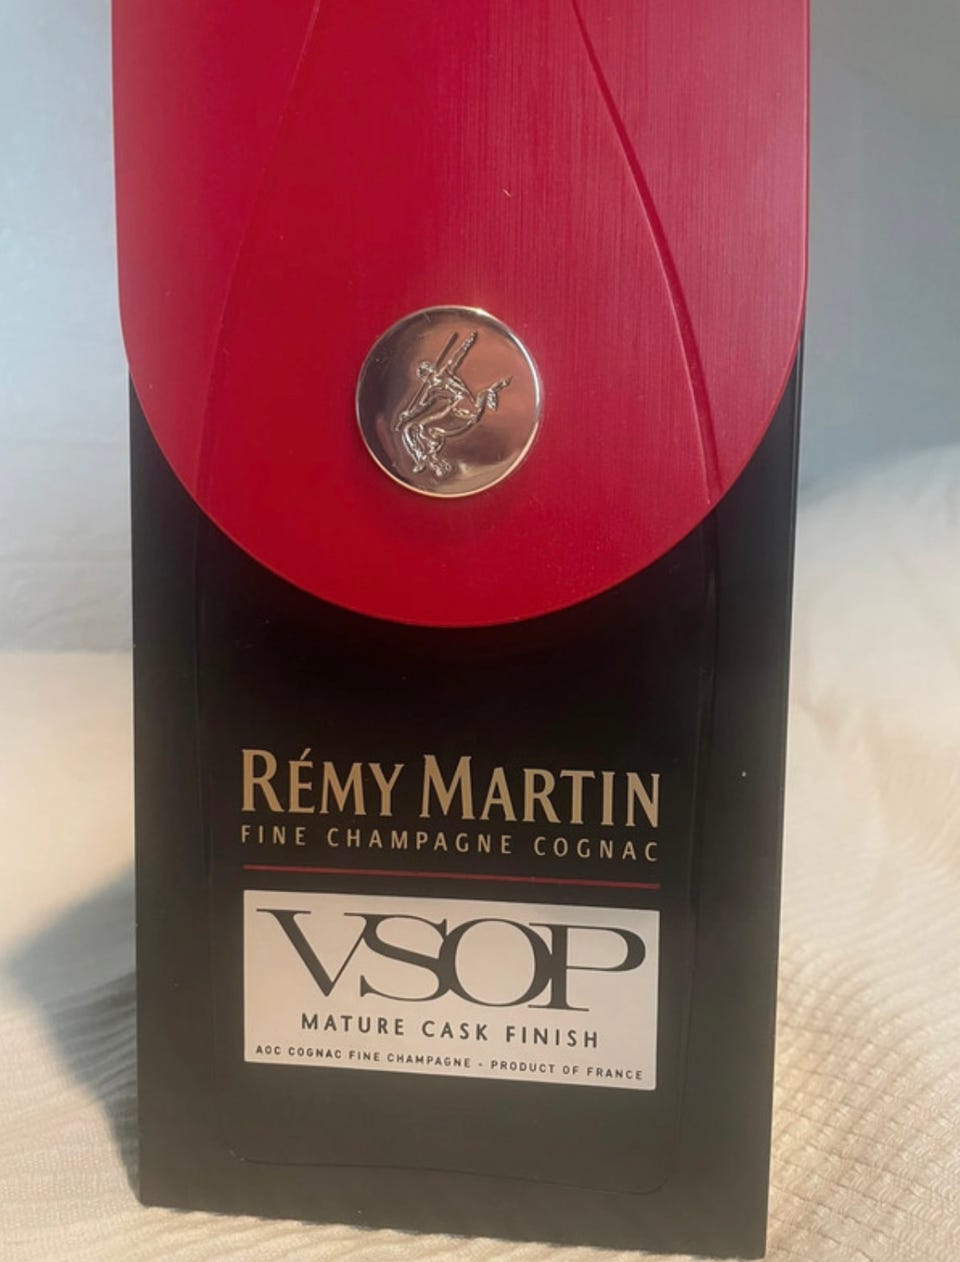 RÉMY MARTIN
FINE CHAMPAGNE COGNAC
VSOP
MATURE CASK FINISH
AOC COGNAC FINE CHAMPAGNE - PRODUCT OF FRANCE